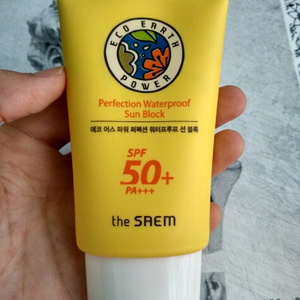 ECO EARTH
POWER
Perfection Waterproof
Sun Block
에코 어스 파워 퍼펙션 워터프루프 선 블록
SPF
50+
PA+++
the SAEM